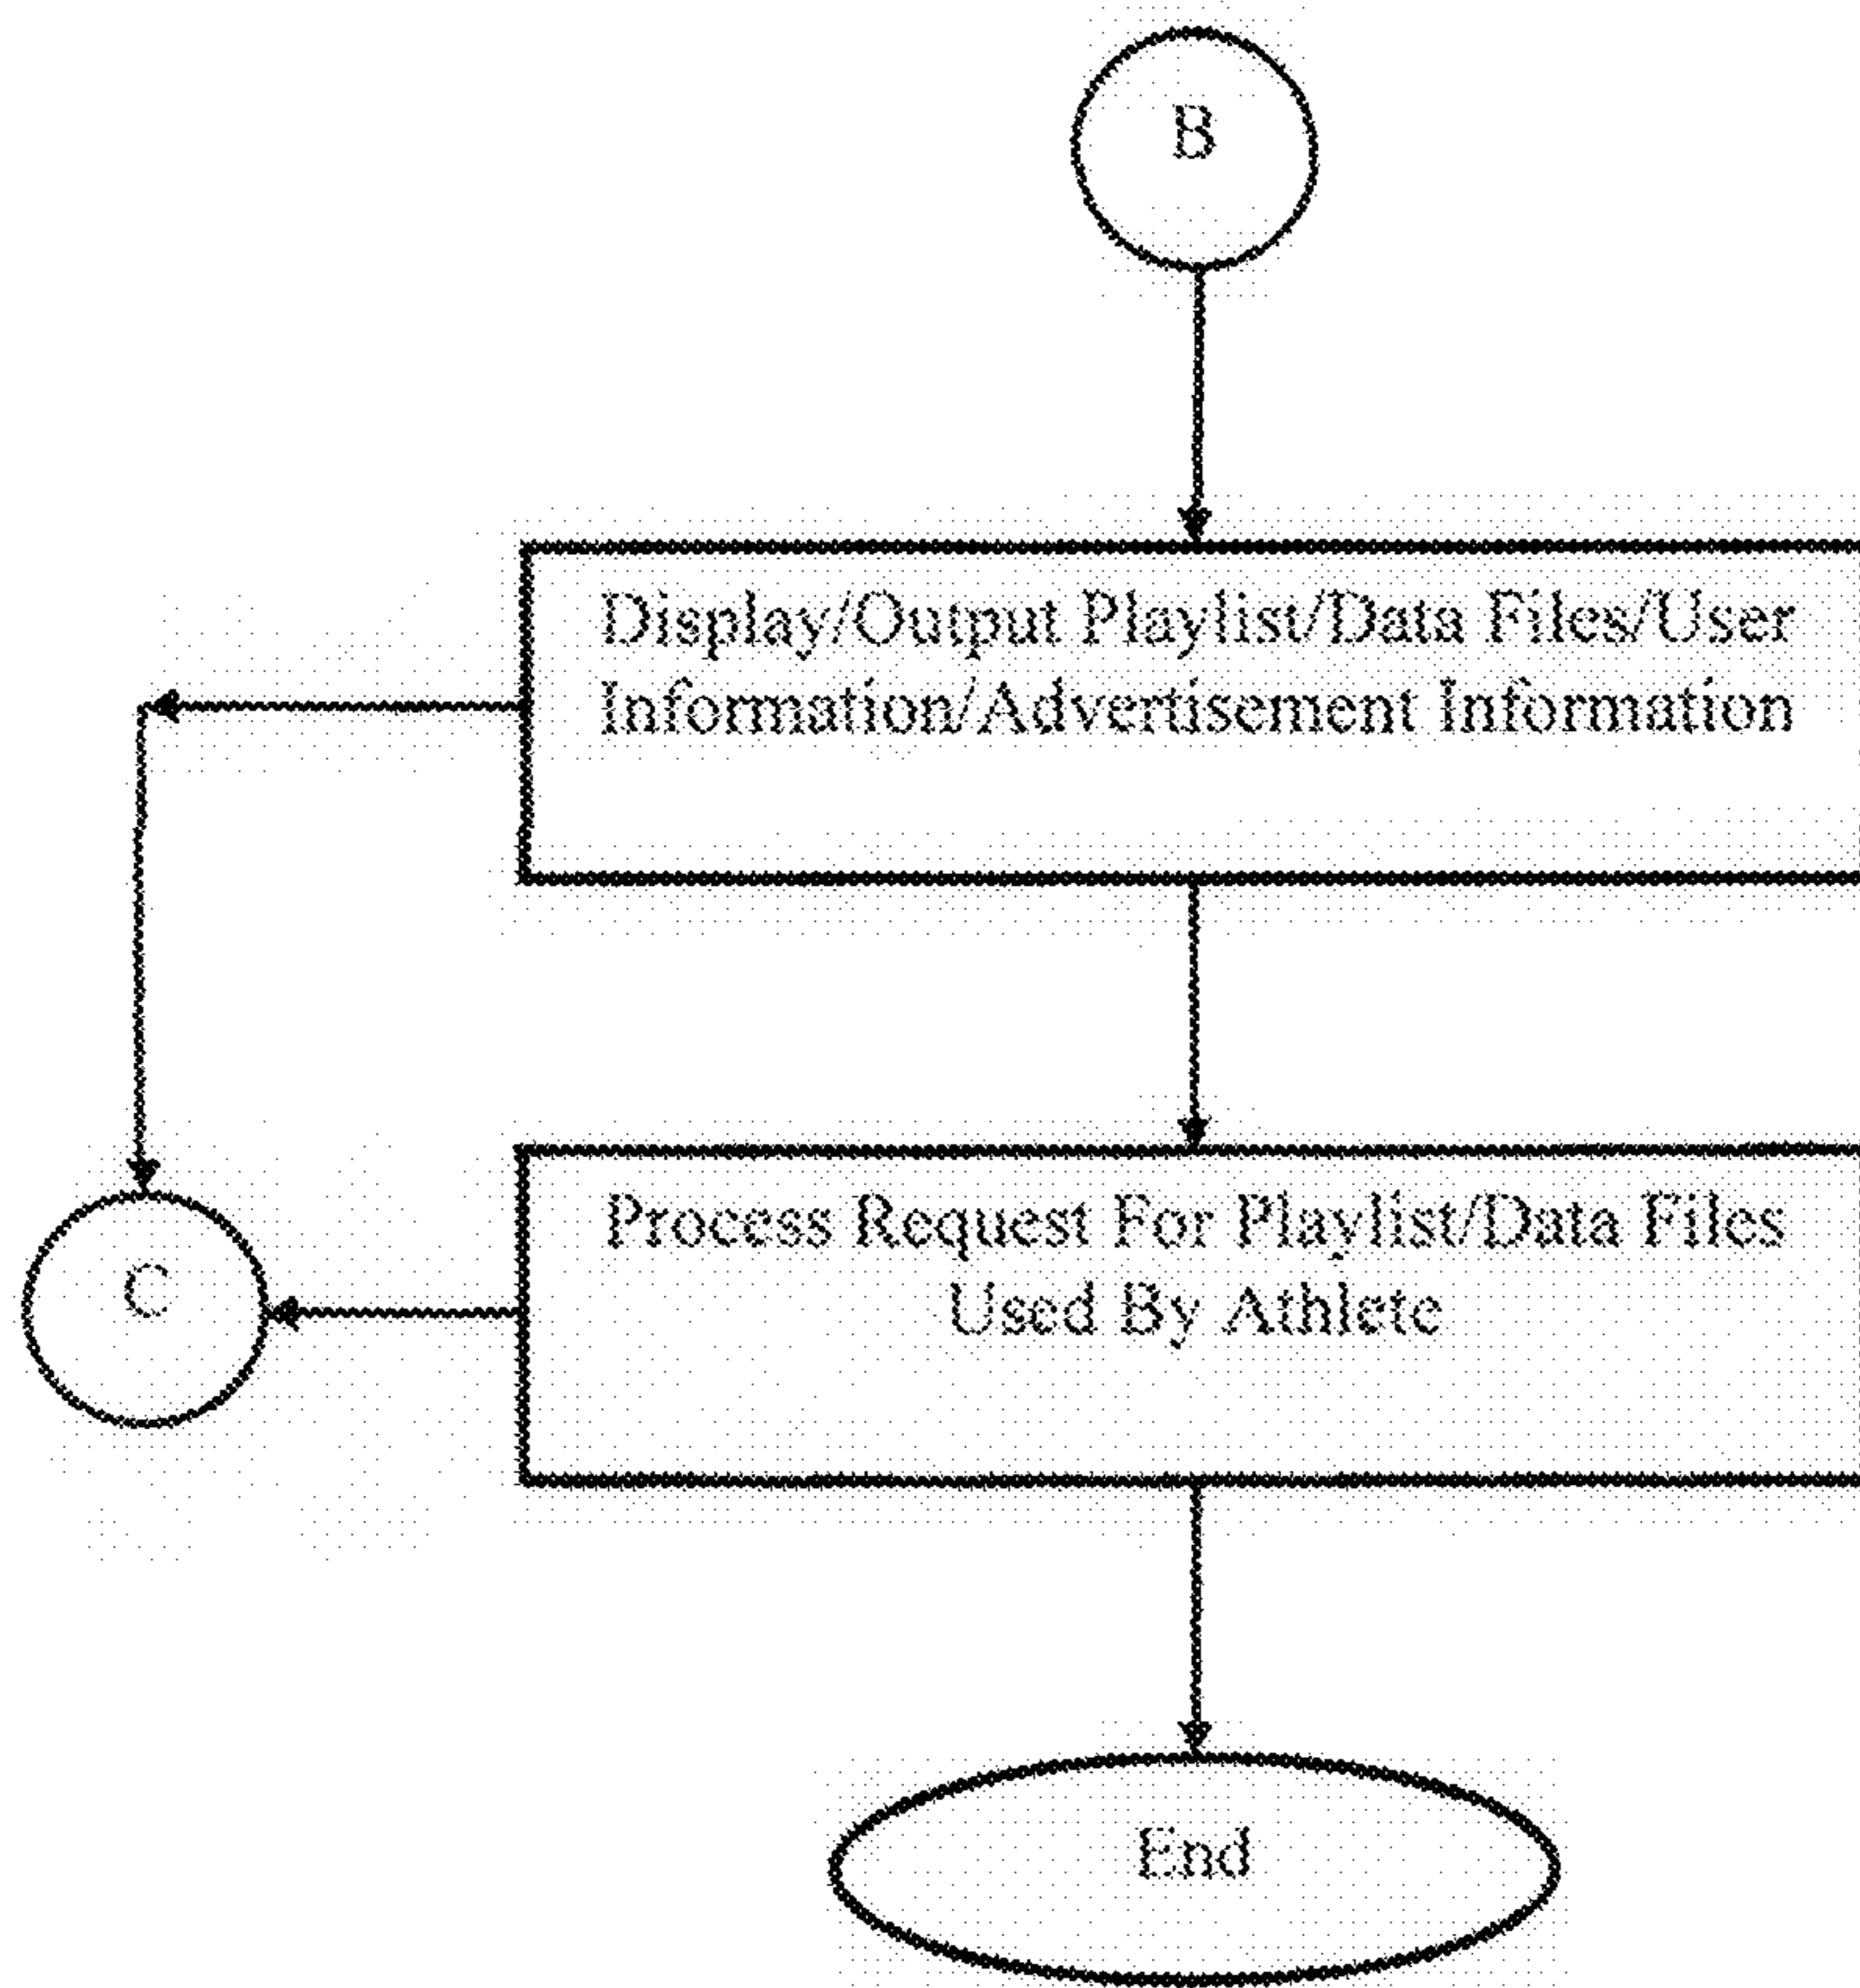 B
Display/Output Playlist/Data Files/User
Information/Advertisement Information
Process Request For Playlist/Data Files
Used By Athlete
C
End